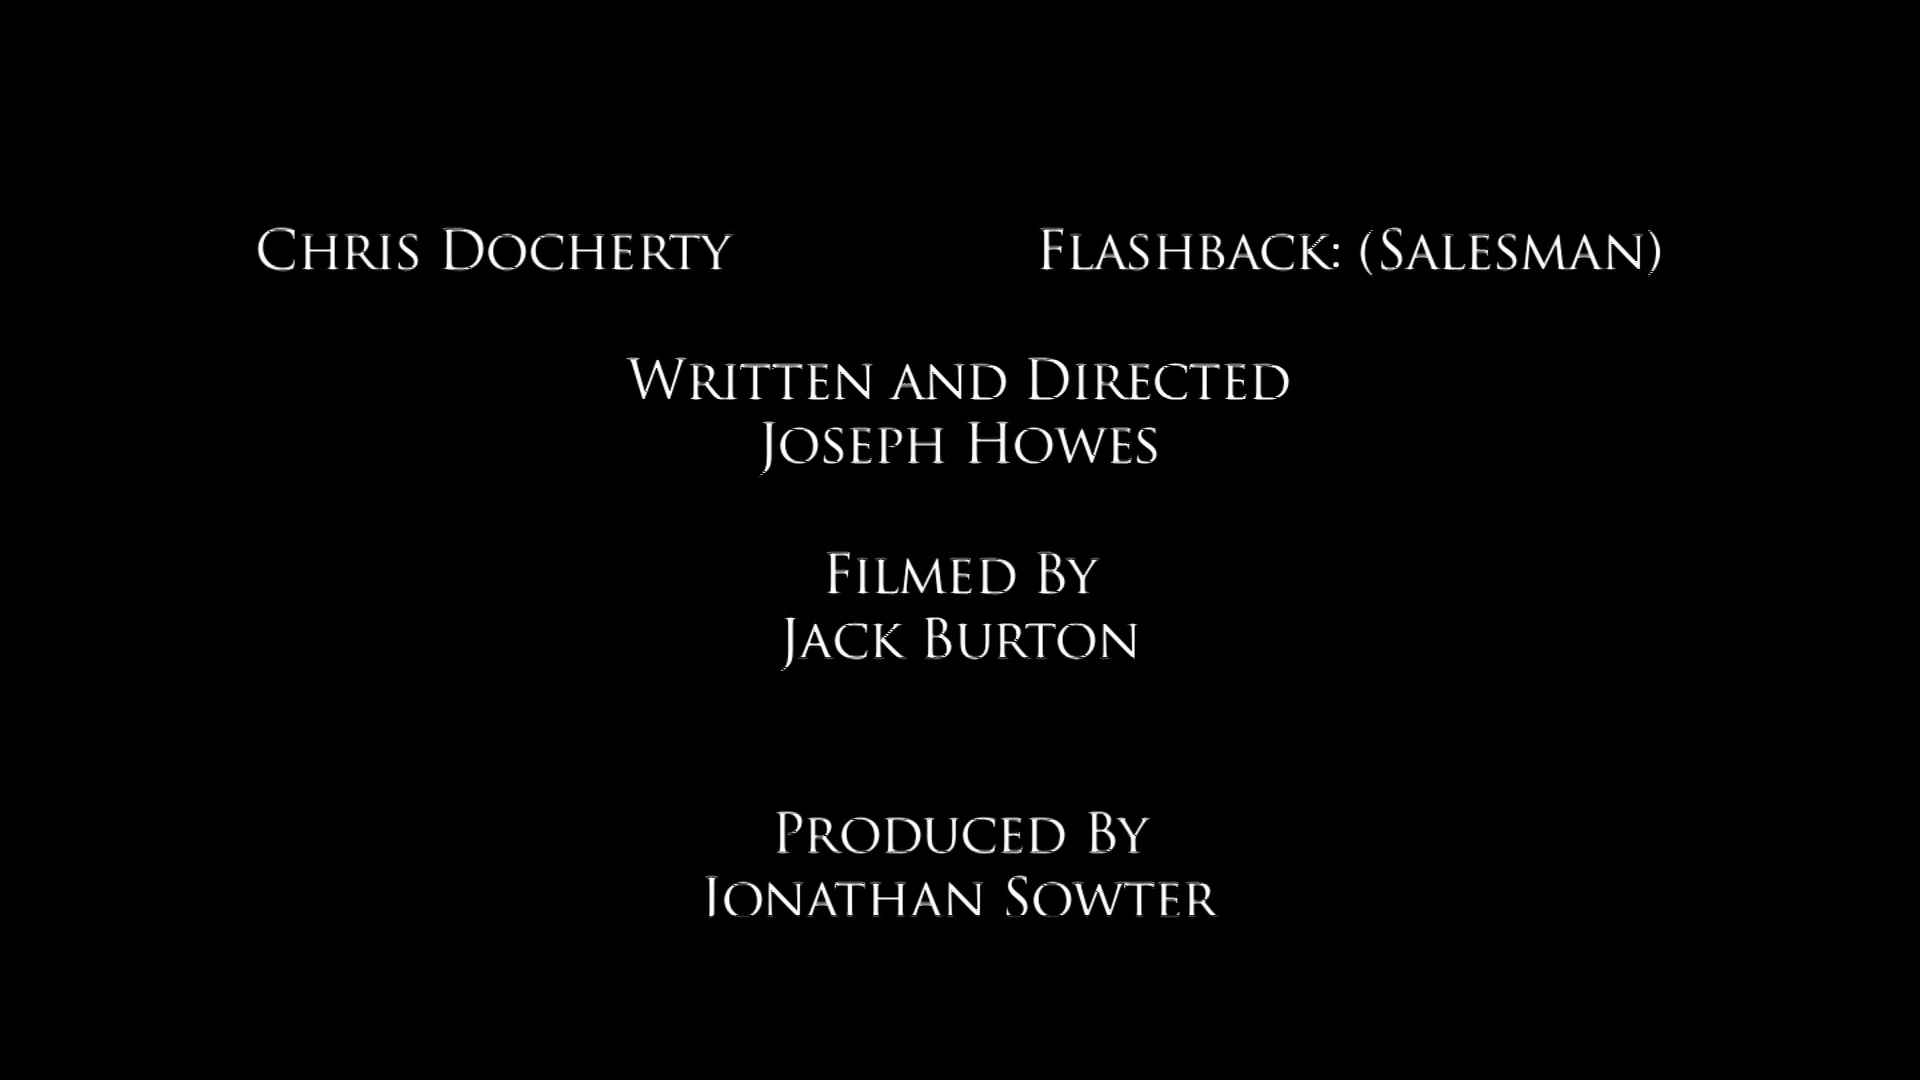 Chris Docherty Flashback: (Salesman)
Written and Directed
Joseph Howes
Filmed By
Jack Burton
Produced By
Jonathan Sowter